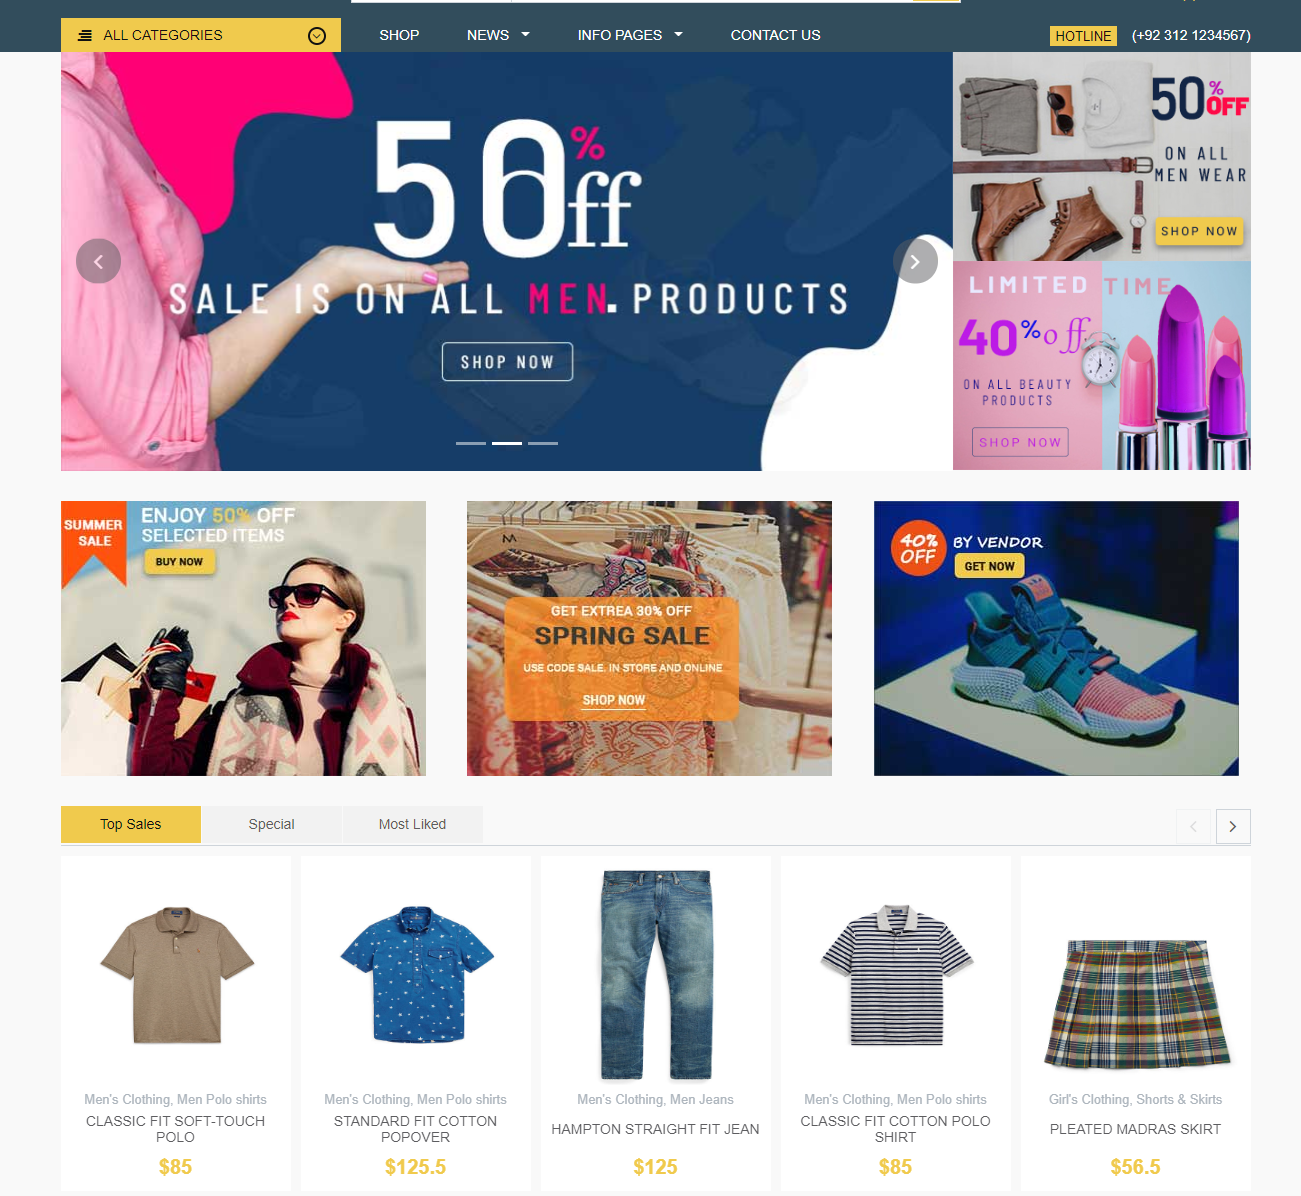 ALL CATEGORIES
SHOP
NEWS
INFO PAGES
CONTACT US
HOTLINE
(+92 312 1234567)
50%
Off
SALE IS ON ALL MEN. PRODUCTS
SHOP NOW
50%
OFF
ON ALL
MEN WEAR
SHOP NOW
LIMITED TIME
40%off
ON ALL BEAUTY
PRODUCTS
SHOP NOW
SUMMER
SALE
ENJOY 50% OFF
SELECTED ITEMS
BUY NOW
GET EXTREA 30% OFF
SPRING SALE
USE CODE SALE. IN STORE AND ONLINE
SHOP NOW
40%
OFF
BY VENDOR
GET NOW
Top Sales
Special
Most Liked
Men's Clothing, Men Polo shirts
CLASSIC FIT SOFT-TOUCH
POLO
$85
Men's Clothing, Men Polo shirts
STANDARD FIT COTTON
POPOVER
$125.5
Men's Clothing, Men Jeans
HAMPTON STRAIGHT FIT JEAN
$125
Men's Clothing, Men Polo shirts
CLASSIC FIT COTTON POLO
SHIRT
$85
Girl's Clothing, Shorts & Skirts
PLEATED MADRAS SKIRT
$56.5